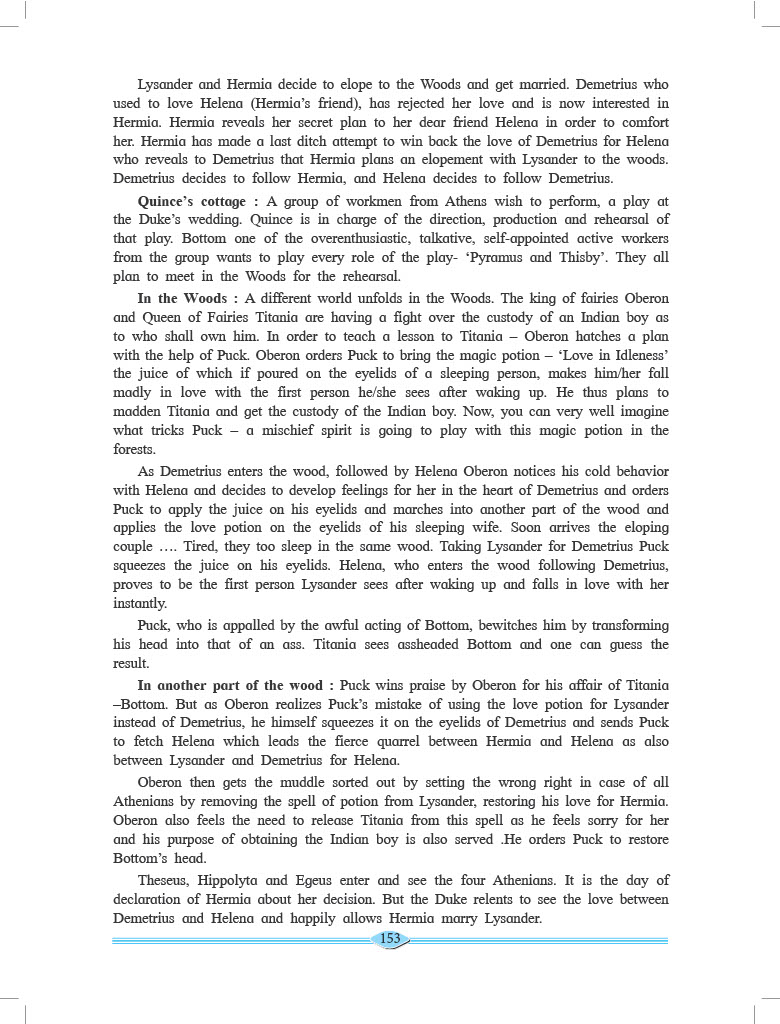 Lysander and Hermia decide to elope to the Woods and get married. Demetrius who
used to love Helena (Hermia's friend), has rejected her love and is now interested in
Hermia. Hermia reveals her secret plan to her dear friend Helena in order to comfort
her. Hermia has made a last ditch attempt to win back the love of Demetrius for Helena
who reveals to Demetrius that Hermia plans an elopement with Lysander to the woods.
Demetrius decides to follow Hermia, and Helena decides to follow Demetrius.
Quince's cottage : A group of workmen from Athens wish to perform, a play at
the Duke's wedding. Quince is in charge of the direction, production and rehearsal of
that play. Bottom one of the overenthusiastic, talkative, self-appointed active workers
from the group wants to play every role of the play- 'Pyramus and Thisby'. They all
plan to meet in the Woods for the rehearsal.
In the Woods : A different world unfolds in the Woods. The king of fairies Oberon
and Queen of Fairies Titania are having a fight over the custody of an Indian boy as
to who shall own him. In order to teach a lesson to Titania – Oberon hatches a plan
with the help of Puck. Oberon orders Puck to bring the magic potion – 'Love in Idleness'
the juice of which if poured on the eyelids of a sleeping person, makes him/her fall
madly in love with the first person he/she sees after waking up. He thus plans to
madden Titania and get the custody of the Indian boy. Now, you can very well imagine
what tricks Puck – a mischief spirit is going to play with this magic potion in the
forests.
As Demetrius enters the wood, followed by Helena Oberon notices his cold behavior
with Helena and decides to develop feelings for her in the heart of Demetrius and orders
Puck to apply the juice on his eyelids and marches into another part of the wood and
applies the love potion on the eyelids of his sleeping wife. Soon arrives the eloping
couple …. Tired, they too sleep in the same wood. Taking Lysander for Demetrius Puck
squeezes the juice on his eyelids. Helena, who enters the wood following Demetrius,
proves to be the first person Lysander sees after waking up and falls in love with her
instantly.
Puck, who is appalled by the awful acting of Bottom, bewitches him by transforming
his head into that of an ass. Titania sees assheaded Bottom and one can guess the
result.
In another part of the wood : Puck wins praise by Oberon for his affair of Titania
–Bottom. But as Oberon realizes Puck's mistake of using the love potion for Lysander
instead of Demetrius, he himself squeezes it on the eyelids of Demetrius and sends Puck
to fetch Helena which leads the fierce quarrel between Hermia and Helena as also
between Lysander and Demetrius for Helena.
Oberon then gets the muddle sorted out by setting the wrong right in case of all
Athenians by removing the spell of potion from Lysander, restoring his love for Hermia.
Oberon also feels the need to release Titania from this spell as he feels sorry for her
and his purpose of obtaining the Indian boy is also served .He orders Puck to restore
Bottom's head.
Theseus, Hippolyta and Egeus enter and see the four Athenians. It is the day of
declaration of Hermia about her decision. But the Duke relents to see the love between
Demetrius and Helena and happily allows Hermia marry Lysander.
153